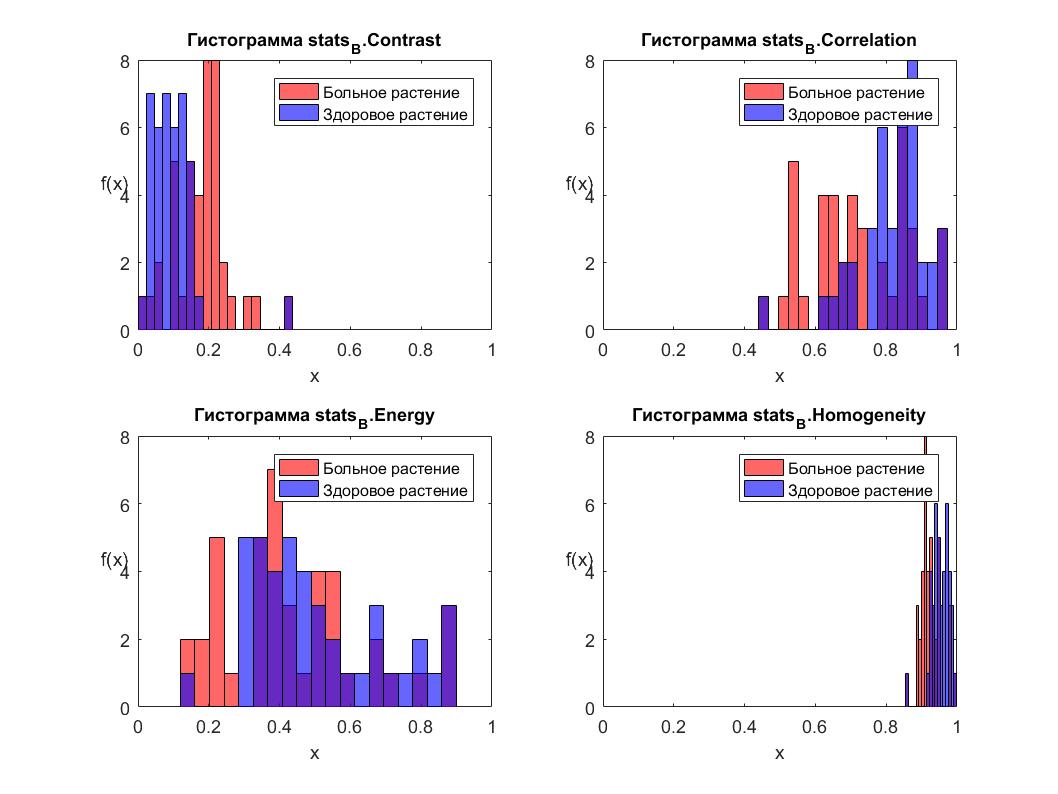 Гистограмма stats_B.Contrast
Больное растение
Здоровое растение
f(x)
8
6
4
2
0
0 0.2 0.4 0.6 0.8 1
x
Гистограмма stats_B.Correlation
Больное растение
Здоровое растение
f(x)
8
6
4
2
0
0 0.2 0.4 0.6 0.8 1
x
Гистограмма stats_B.Energy
Больное растение
Здоровое растение
f(x)
8
6
4
2
0
0 0.2 0.4 0.6 0.8 1
x
Гистограмма stats_B.Homogeneity
Больное растение
Здоровое растение
f(x)
8
6
4
2
0
0 0.2 0.4 0.6 0.8 1
x